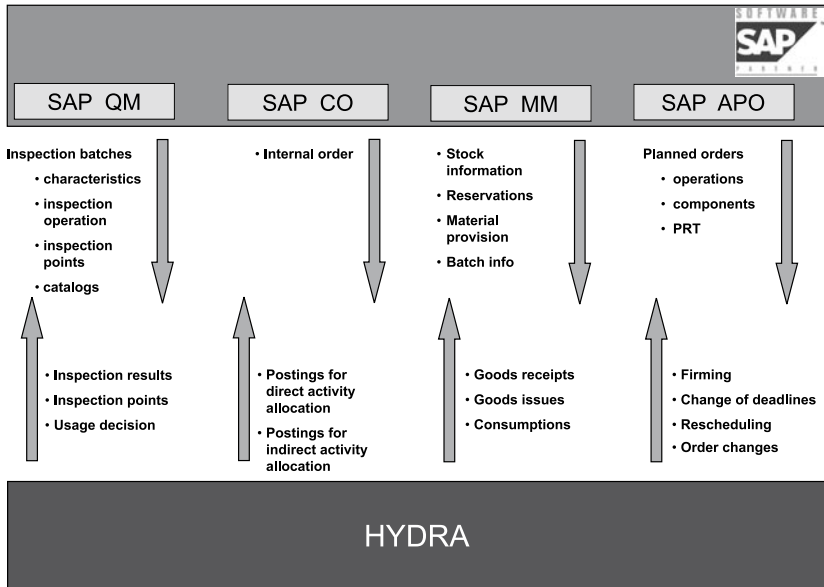 SOFTWARE
SAP
PARTNER
SAP QM
SAP CO
SAP MM
SAP APO
Inspection batches
• characteristics
• inspection
operation
• inspection
points
• catalogs
• Internal order
• Stock
information
• Reservations
• Material
provision
• Batch info
Planned orders
• operations
• components
• PRT
• Inspection results
• Inspection points
• Usage decision
• Postings for
direct activity
allocation
• Postings for
indirect activity
allocation
• Goods receipts
• Goods issues
• Consumptions
• Firming
• Change of deadlines
• Rescheduling
• Order changes
HYDRA